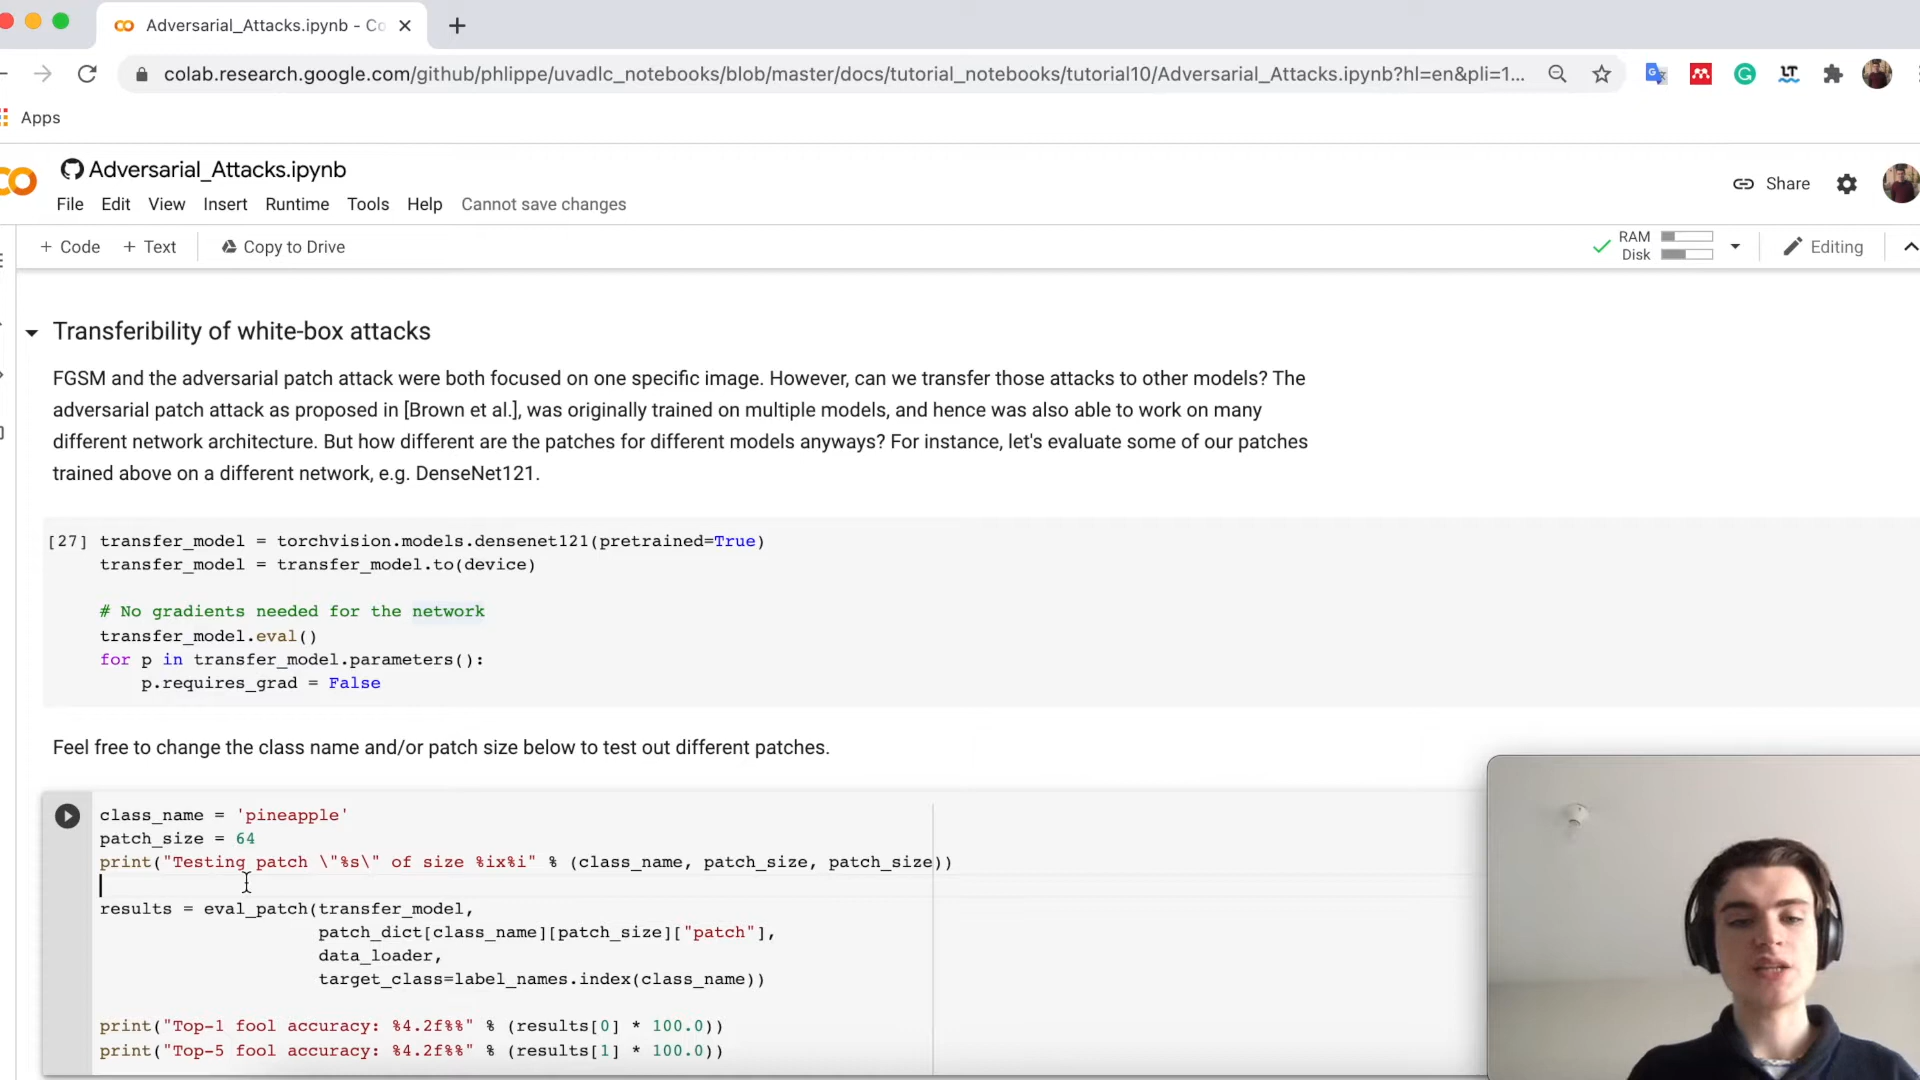 Adversarial_Attacks.ipynb - Co
colab.research.google.com/github/phlippe/uvadlc_notebooks/blob/master/docs/tutorial_notebooks/tutorial10/Adversarial_Attacks.ipynb?hl=en&pli=1...
Apps
Adversarial_Attacks.ipynb
Share
File Edit View Insert Runtime Tools Help Cannot save changes
+ Code + Text Copy to Drive
RAM
Disk
Editing
Transferibility of white-box attacks
FGSM and the adversarial patch attack were both focused on one specific image. However, can we transfer those attacks to other models? The
adversarial patch attack as proposed in [Brown et al.], was originally trained on multiple models, and hence was also able to work on many
different network architecture. But how different are the patches for different models anyways? For instance, let's evaluate some of our patches
trained above on a different network, e.g. DenseNet121.
[27] transfer_model = torchvision.models.densenet121(pretrained=True)
transfer_model = transfer_model.to(device)
# No gradients needed for the network
transfer_model.eval()
for p in transfer_model.parameters():
p.requires_grad = False
Feel free to change the class name and/or patch size below to test out different patches.
class_name = 'pineapple'
patch_size = 64
print("Testing patch \"%s\" of size %ix%i" % (class_name, patch_size, patch_size))
results = eval_patch(transfer_model,
patch_dict[class_name][patch_size]["patch"],
data_loader,
target_class=label_names.index(class_name))
print("Top-1 fool accuracy: %4.2f%%" % (results[0] * 100.0))
print("Top-5 fool accuracy: %4.2f%%" % (results[1] * 100.0))